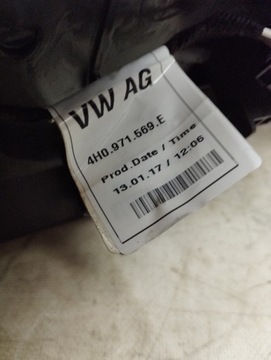 VW AG
4H0.971.569.E
Prod.Date / Time
13.01.17 / 12:06